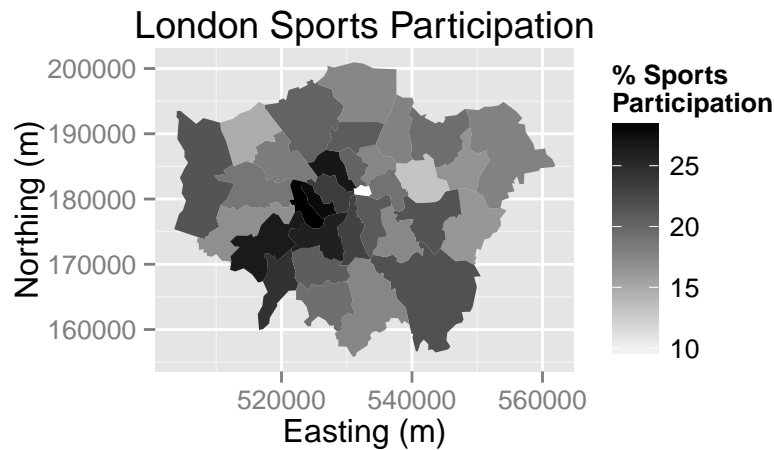 London Sports Participation
Northing (m)
200000
190000
180000
170000
160000
520000 540000 560000
Easting (m)
% Sports
Participation
25
20
15
10